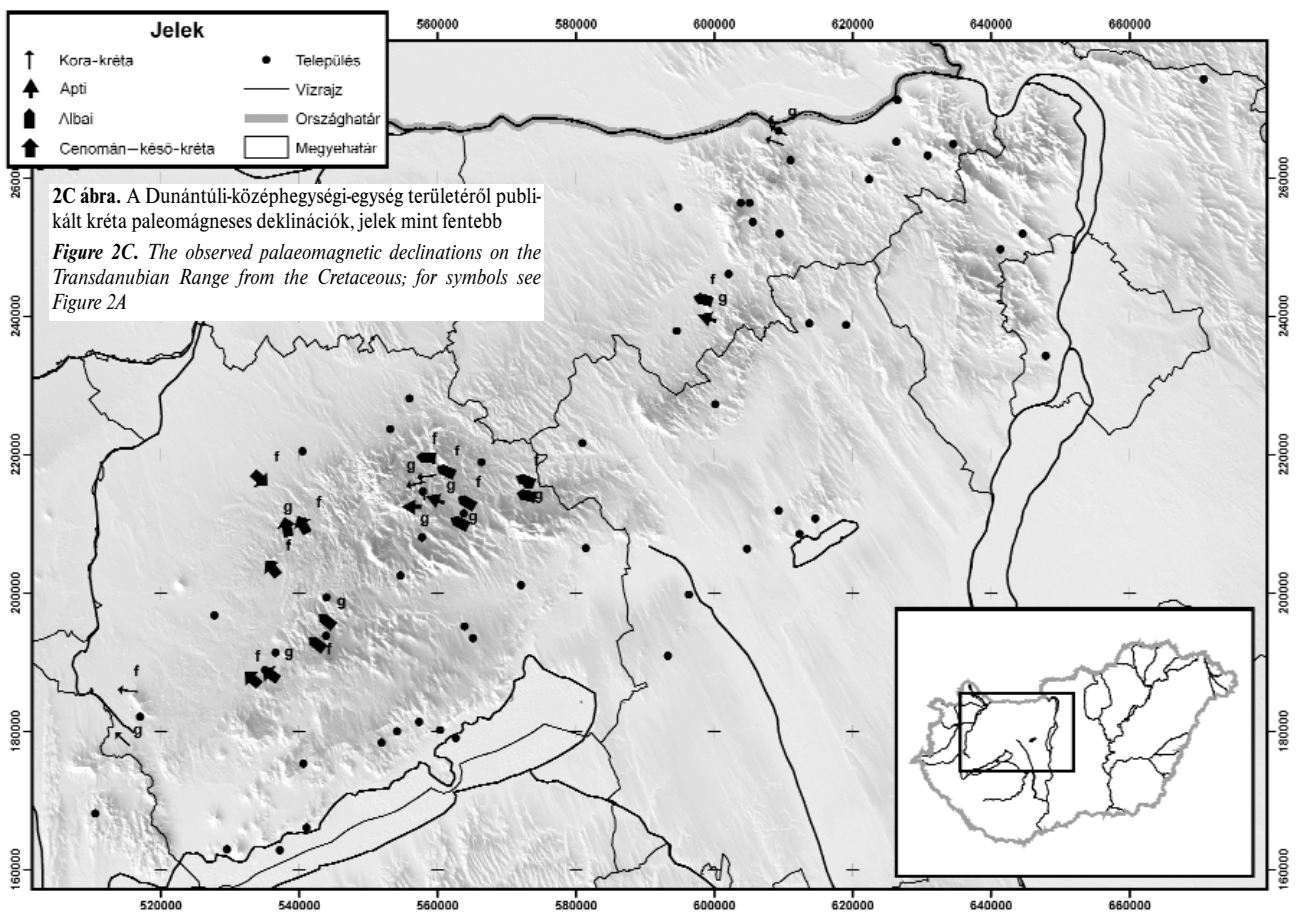 560000 580000 600000 620000 640000 660000
Jelek
Kora-kréta
Apti
Albai
Cenomán–késő-kréta
Település
Vízrajz
Országhatár
Megyehatár
2C ábra. A Dunántúli-középhegységi-egység területéről publi-
kált kréta paleomágneses deklinációk, jelek mint fentebb
Figure 2C. The observed palaeomagnetic declinations on the
Transdanubian Range from the Cretaceous; for symbols see
Figure 2A
260000
240000
220000
200000
180000
160000
f g
f
g
f
f
g
f
g
f
f
g
g
g
f
g
f
f
g
f
g
f
g
f
g
260000
240000
220000
200000
180000
160000
520000 540000 560000 580000 600000 620000 640000 660000